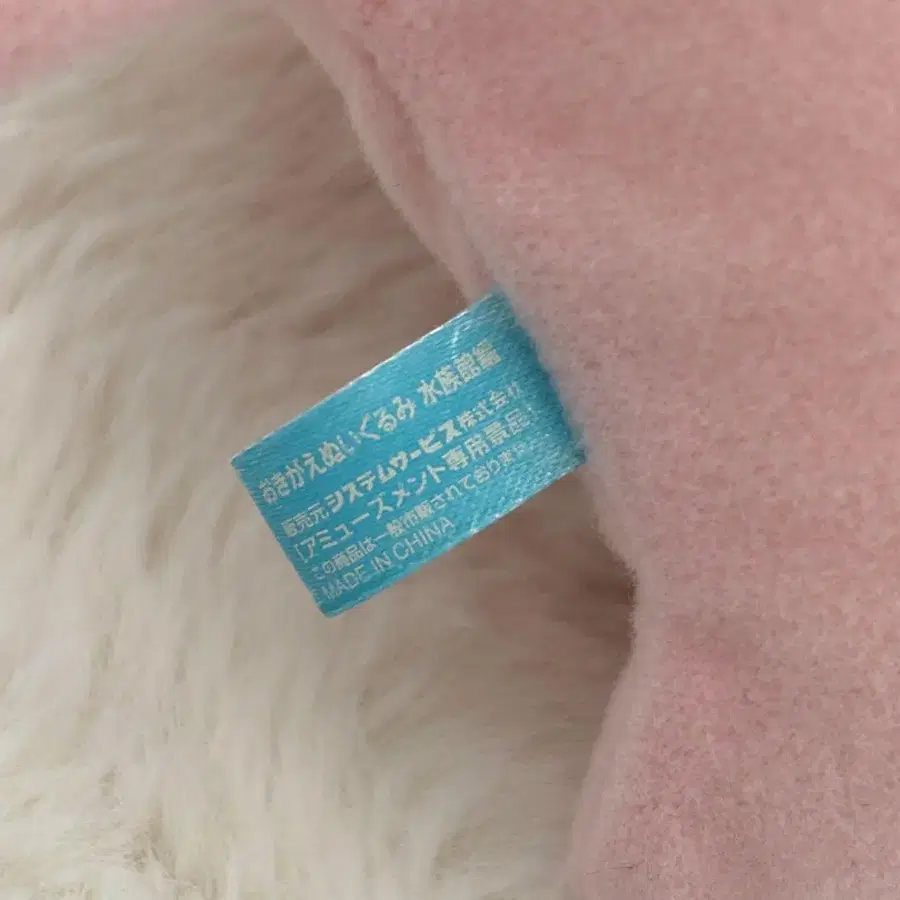 おきがえぬいぐるみ 水族館編
販売元システムサービス株式会社
(アミューズメント専用景品)
この商品は一般市販されておりません
MADE IN CHINA